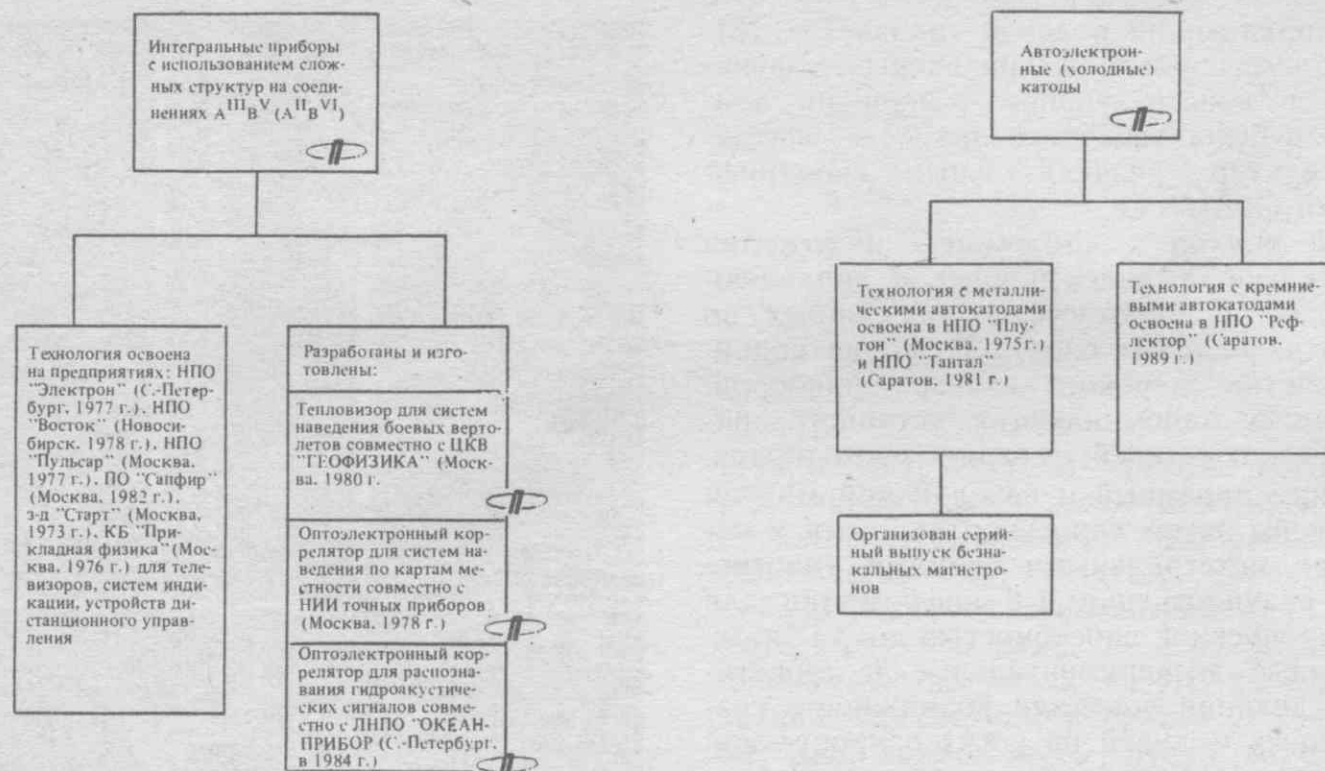 Интегральные приборы
с использованием слож-
ных структур на соеди-
нениях A^III B^V (A^II B^VI)
Технология освоена
на предприятиях: НПО
"Электрон" (С.-Петер-
бург, 1977 г.), НПО
"Восток" (Новоси-
бирск. 1978 г.), НПО
"Пульсар" (Москва.
1977 г.), ПО "Сапфир"
(Москва. 1982 г.),
з-д "Старт" (Москва,
1973 г.), КБ "При-
кладная физика" (Мос-
ква, 1976 г.) для теле-
визоров, систем индика-
кации, устройств ди-
станционного управ-
ления
Разработаны и изго-
товлены:
Тепловизор для систем
наведения боевых верто-
летов совместно с ЦКВ
"ГЕОФИЗИКА" (Моск-
ва. 1980 г.
Оптоэлектронный кор-
релятор для систем на-
ведения по картам ме-
стности совместно с
НИИ точных приборов
(Москва. 1978 г.)
Оптоэлектронный кор-
релятор для распозна-
вания гидроакустиче-
ских сигналов совмес-
тно с ЛНПО "ОКЕАН-
ПРИБОР (С.-Петербург.
в 1984 г.)
Автоэлектрон-
ные (холодные)
катоды
Технология с металли-
ческими автокатодами
освоена в НПО "Плу-
тон" (Москва. 1975 г.)
и НПО "Тантал"
(Саратов. 1981 г.)
Организован серий-
ный выпуск безна-
кальных магнетро-
нов
Технология с кремние-
выми автокатодами
освоена в НПО "Реф-
лектор" (Саратов.
1989 г.)